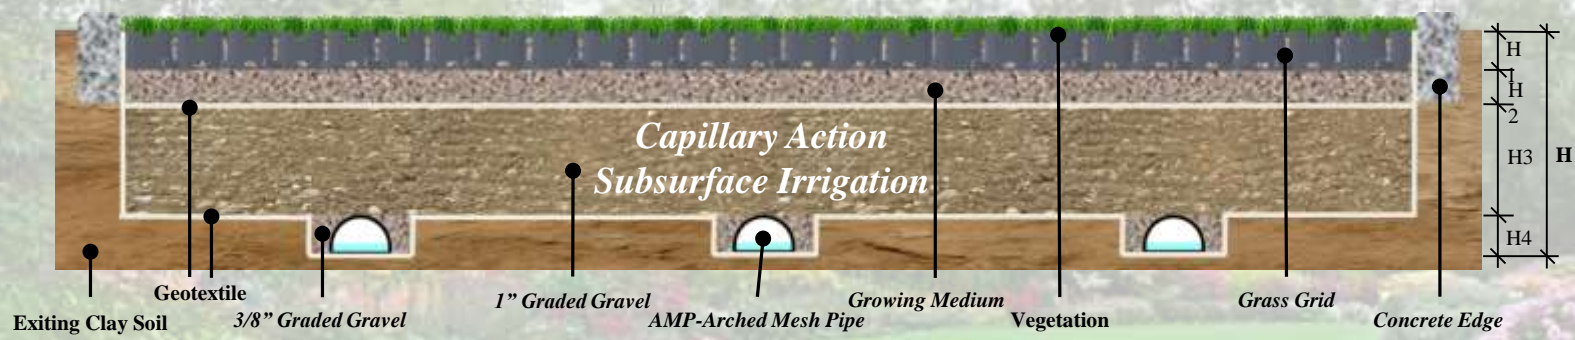 H
1
H
2
Capillary Action
Subsurface Irrigation
H3
H
H4
Geotextile
1” Graded Gravel
Growing Medium
Grass Grid
Exiting Clay Soil
3/8” Graded Gravel
AMP-Arched Mesh Pipe
Vegetation
Concrete Edge